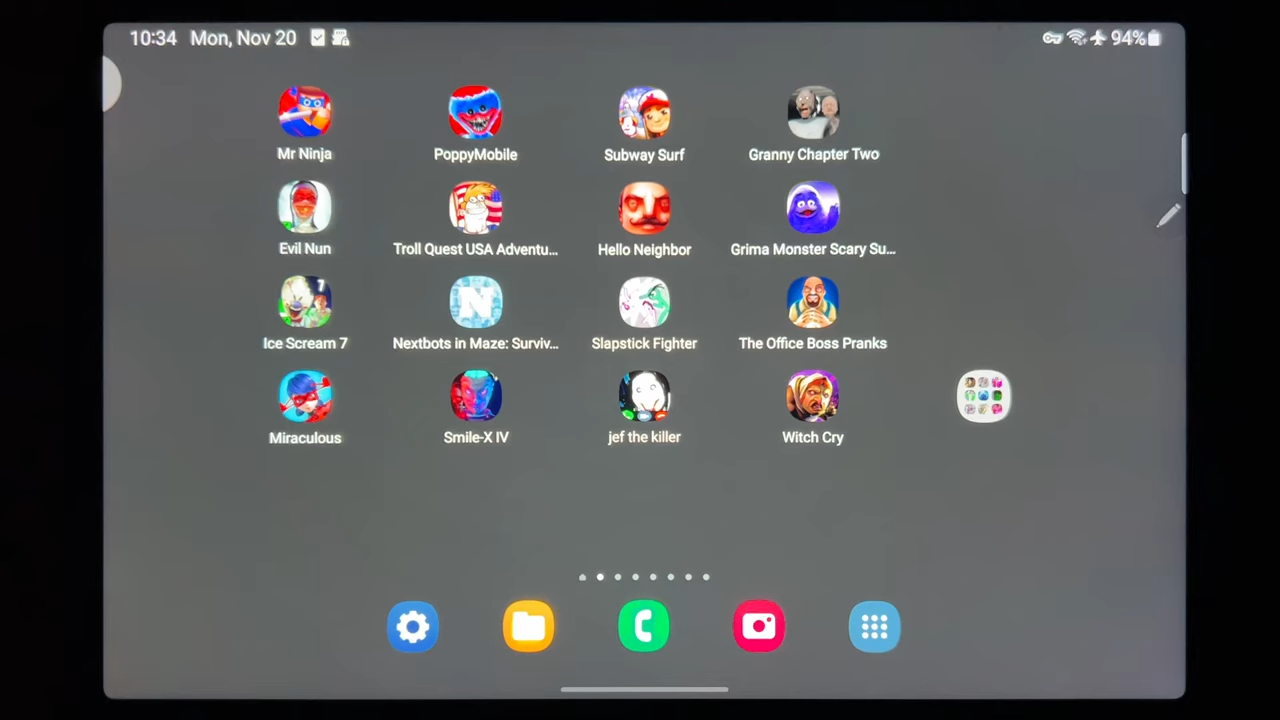 10:34 Mon, Nov 20 94%
Mr Ninja PoppyMobile Subway Surf Granny Chapter Two
Evil Nun Troll Quest USA Adventu... Hello Neighbor Grima Monster Scary Su...
7
Ice Scream 7 Nextbots in Maze: Surviv... Slapstick Fighter The Office Boss Pranks
Miraculous Smile-X IV jef the killer Witch Cry